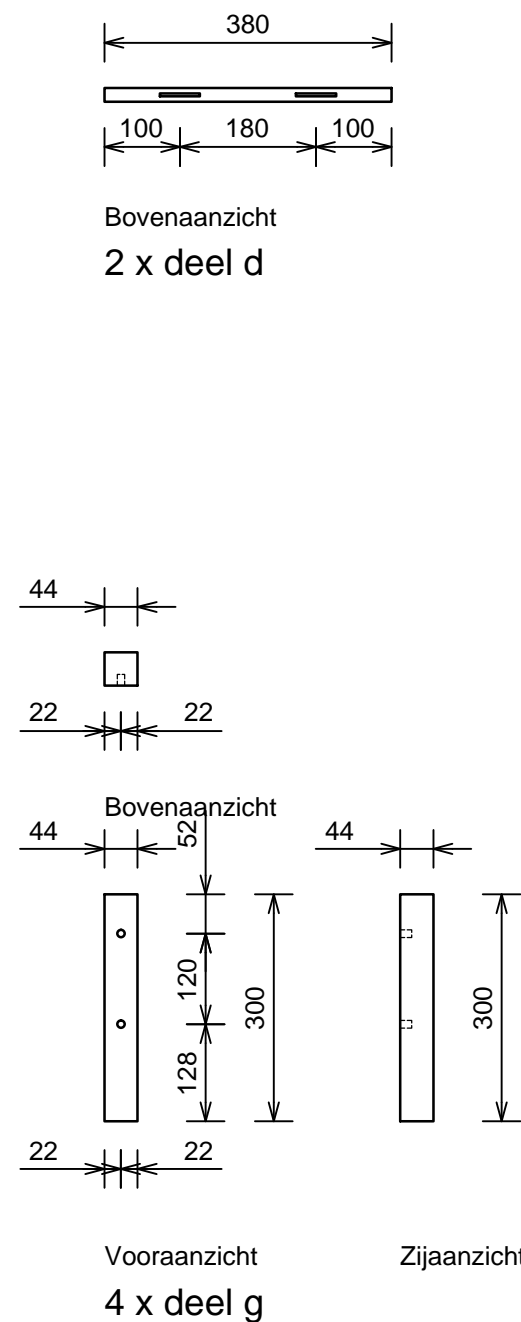 380
100 180 100
Bovenaanzicht
2 x deel d
44
22 22
Bovenaanzicht
44 52 44
120
300 300
128
22 22
Vooraanzicht Zijaanzicht
4 x deel g